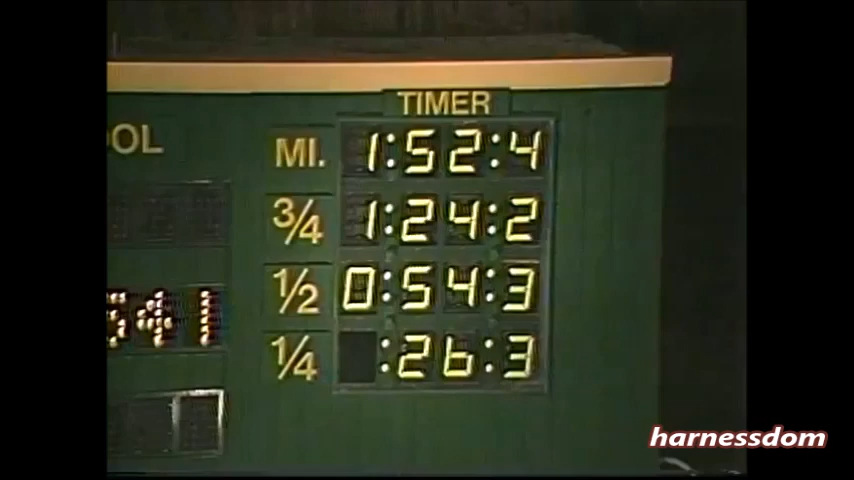 TIMER
OL
MI. 1:52:4
3/4 1:24:2
1/2 0:54:3
541
1/4 :26:3
harnessdom